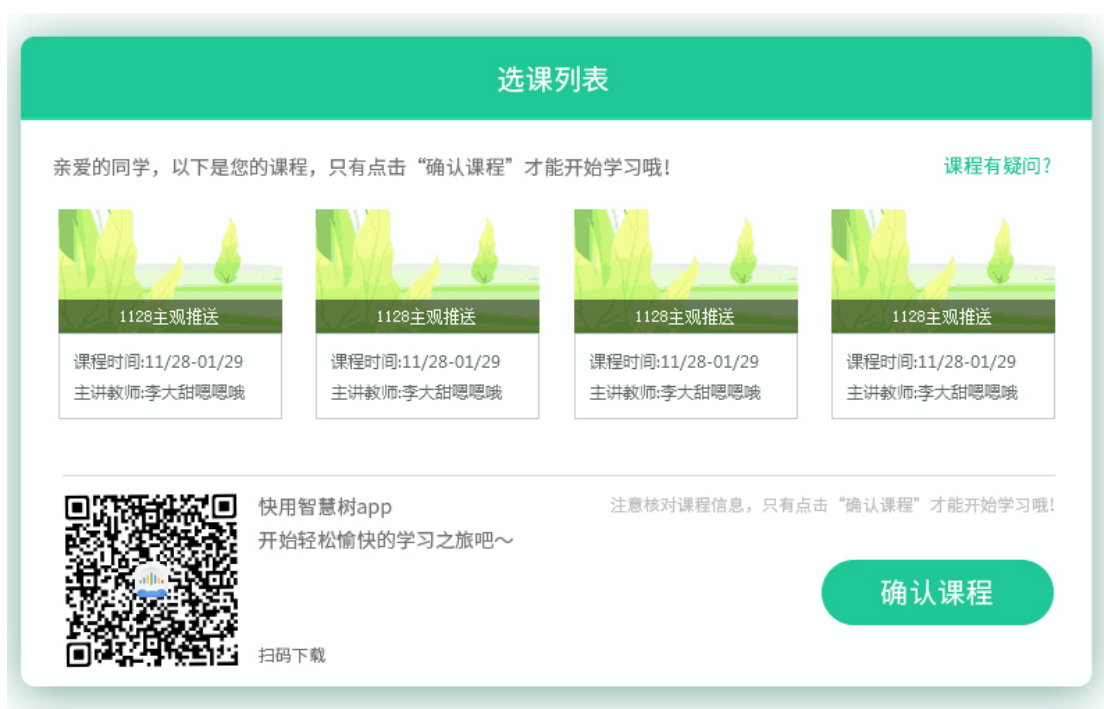 选课列表
亲爱的同学，以下是您的课程，只有点击“确认课程”才能开始学习哦！
课程有疑问？
1128主观推送
1128主观推送
1128主观推送
1128主观推送
课程时间:11/28-01/29
课程时间:11/28-01/29
课程时间:11/28-01/29
课程时间:11/28-01/29
主讲教师:李大甜嗯嗯哦
主讲教师:李大甜嗯嗯哦
主讲教师:李大甜嗯嗯哦
主讲教师:李大甜嗯嗯哦
快用智慧树app
开始轻松愉快的学习之旅吧～
注意核对课程信息，只有点击“确认课程”才能开始学习哦！
确认课程
扫码下载